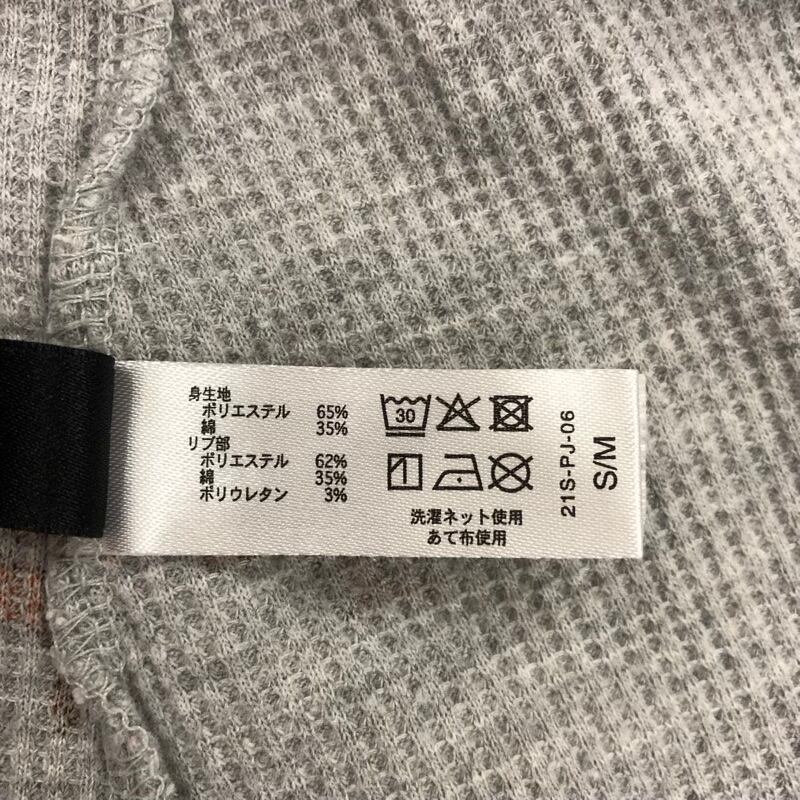 身生地
ポリエステル 65%
綿 35%
リブ部
ポリエステル 62%
綿 35%
ポリウレタン 3%
30
洗濯ネット使用
あて布使用
21S-PJ-06
S/M